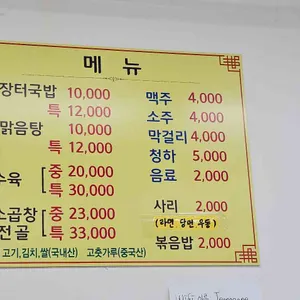 메뉴
장터국밥 10,000
특 12,000
맑음탕 10,000
특 12,000
수육 중 20,000
특 30,000
소곱창 중 23,000
전골 특 33,000
맥주 4,000
소주 4,000
막걸리 4,000
청하 5,000
음료 2,000
사리 2,000
(라면, 당면, 우동)
볶음밥 2,000
고기,김치,쌀(국내산) 고춧가루(중국산)